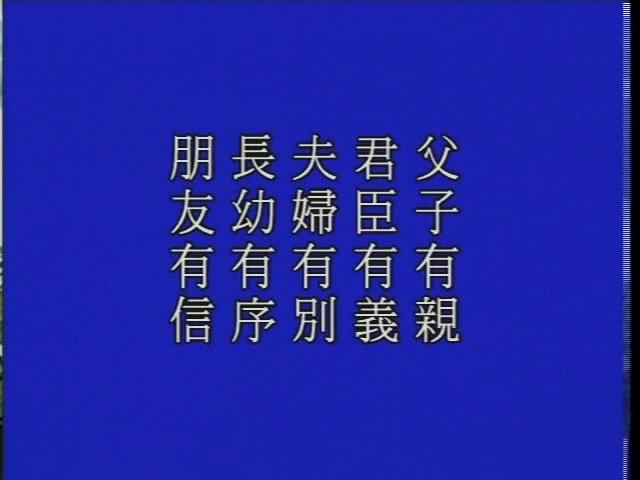 父子有親
君臣有義
夫婦有別
長幼有序
朋友有信